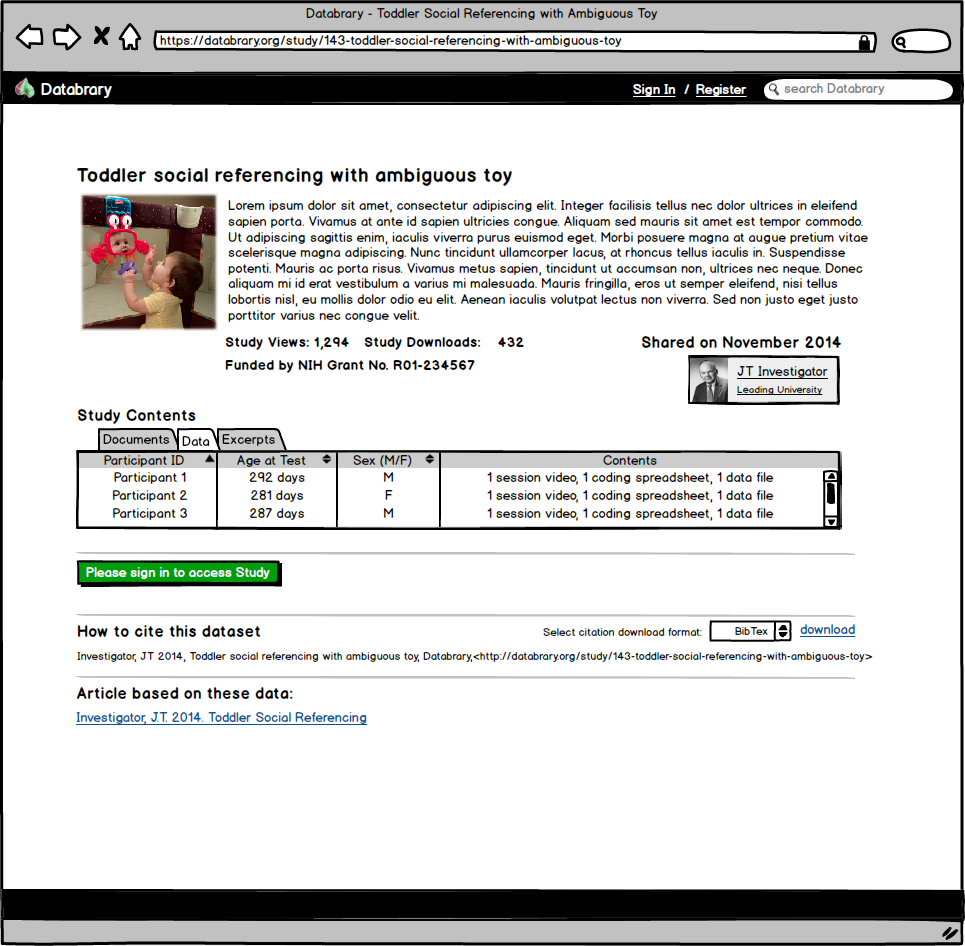 Databrary - Toddler Social Referencing with Ambiguous Toy
https://databrary.org/study/143-toddler-social-referencing-with-ambiguous-toy
Databrary
Sign In / Register
search Databrary
Toddler social referencing with ambiguous toy
Lorem ipsum dolor sit amet, consectetur adipiscing elit. Integer facilisis tellus nec dolor ultrices in eleifend
sapien porta. Vivamus at ante id sapien ultricies congue. Aliquam sed mauris sit amet est tempor commodo.
Ut adipiscing sagittis enim, iaculis viverra purus euismod eget. Morbi posuere magna at augue pretium vitae
scelerisque magna adipiscing. Nunc tincidunt ullamcorper lacus, at rhoncus tellus iaculis in. Suspendisse
potenti. Mauris ac porta risus. Vivamus metus sapien, tincidunt ut accumsan non, ultrices nec neque. Donec
aliquam mi id erat vestibulum a varius mi malesuada. Mauris fringilla, eros ut semper eleifend, nisi tellus
lobortis nisl, eu mollis dolor odio eu elit. Aenean iaculis volutpat lectus non viverra. Sed non justo eget justo
porttitor varius nec congue velit.
Study Views: 1,294 Study Downloads: 432
Shared on November 2014
Funded by NIH Grant No. R01-234567
JT Investigator
Leading University
Study Contents
Documents Data Excerpts
Participant ID Age at Test Sex (M/F) Contents
Participant 1 292 days M 1 session video, 1 coding spreadsheet, 1 data file
Participant 2 281 days F 1 session video, 1 coding spreadsheet, 1 data file
Participant 3 287 days M 1 session video, 1 coding spreadsheet, 1 data file
Please sign in to access Study
How to cite this dataset
Select citation download format: BibTex download
Investigator, JT 2014, Toddler social referencing with ambiguous toy, Databrary,<http://databrary.org/study/143-toddler-social-referencing-with-ambiguous-toy>
Article based on these data:
Investigator, J.T. 2014. Toddler Social Referencing